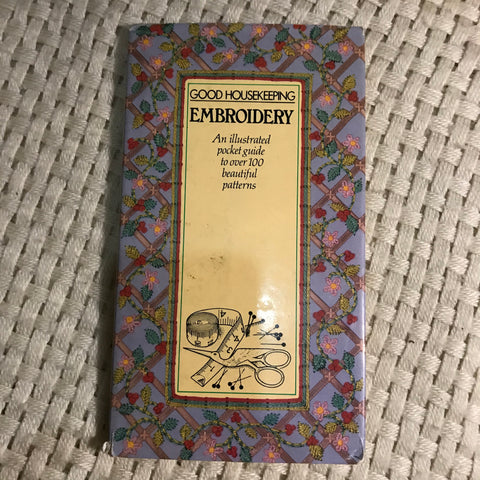 GOOD HOUSEKEEPING
EMBROIDERY
An illustrated
pocket guide
to over 100
beautiful
patterns